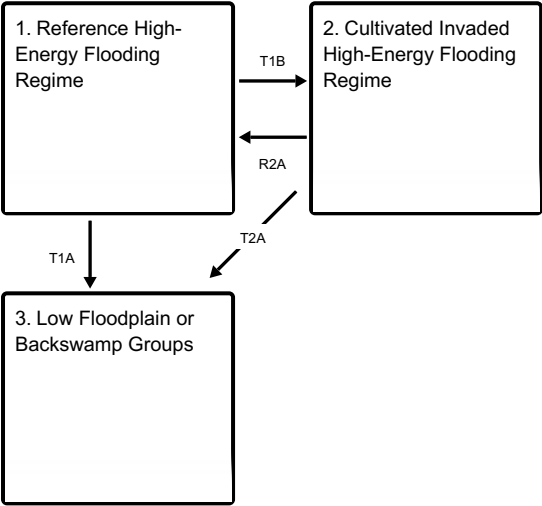 1. Reference High-
Energy Flooding
Regime
2. Cultivated Invaded
High-Energy Flooding
Regime
T1B
R2A
T2A
T1A
3. Low Floodplain or
Backswamp Groups